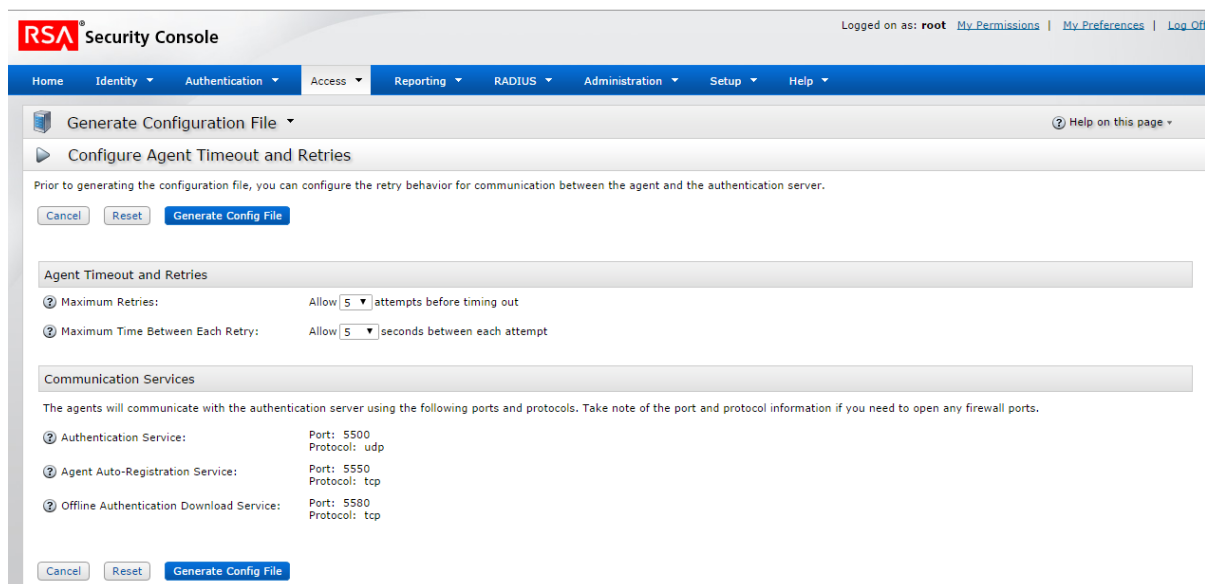 RSA® Security Console
Logged on as: root My Permissions | My Preferences | Log Off
Home Identity Authentication Access Reporting RADIUS Administration Setup Help
Generate Configuration File
Help on this page
Configure Agent Timeout and Retries
Prior to generating the configuration file, you can configure the retry behavior for communication between the agent and the authentication server.
Cancel Reset Generate Config File
Agent Timeout and Retries
Maximum Retries: Allow 5 attempts before timing out
Maximum Time Between Each Retry: Allow 5 seconds between each attempt
Communication Services
The agents will communicate with the authentication server using the following ports and protocols. Take note of the port and protocol information if you need to open any firewall ports.
Authentication Service: Port: 5500
Protocol: udp
Agent Auto-Registration Service: Port: 5550
Protocol: tcp
Offline Authentication Download Service: Port: 5580
Protocol: tcp
Cancel Reset Generate Config File